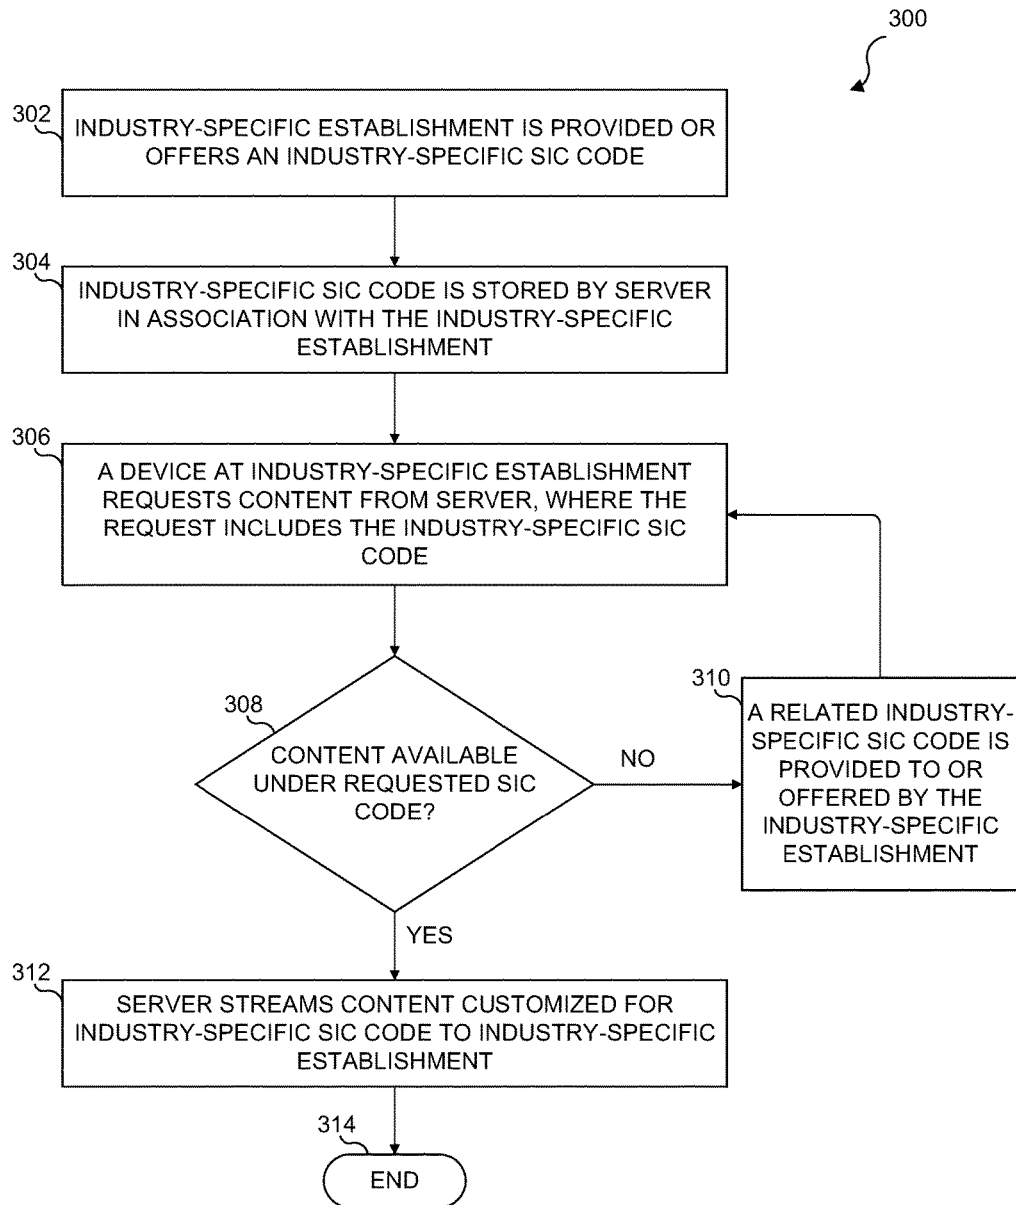 300
302
INDUSTRY-SPECIFIC ESTABLISHMENT IS PROVIDED OR
OFFERS AN INDUSTRY-SPECIFIC SIC CODE
304
INDUSTRY-SPECIFIC SIC CODE IS STORED BY SERVER
IN ASSOCIATION WITH THE INDUSTRY-SPECIFIC
ESTABLISHMENT
306
A DEVICE AT INDUSTRY-SPECIFIC ESTABLISHMENT
REQUESTS CONTENT FROM SERVER, WHERE THE
REQUEST INCLUDES THE INDUSTRY-SPECIFIC SIC
CODE
308
CONTENT AVAILABLE
UNDER REQUESTED SIC
CODE?
NO
310
A RELATED INDUSTRY-
SPECIFIC SIC CODE IS
PROVIDED TO OR
OFFERED BY THE
INDUSTRY-SPECIFIC
ESTABLISHMENT
YES
312
SERVER STREAMS CONTENT CUSTOMIZED FOR
INDUSTRY-SPECIFIC SIC CODE TO INDUSTRY-SPECIFIC
ESTABLISHMENT
314
END